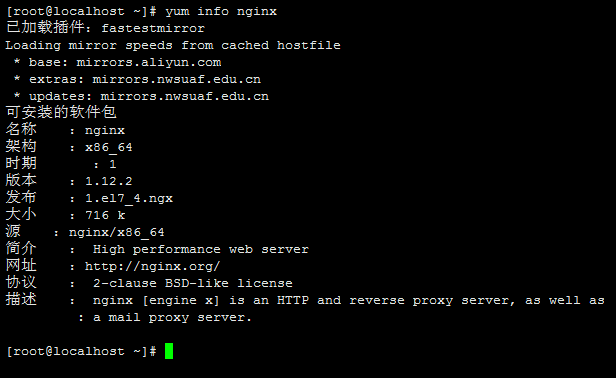 [root@localhost ~]# yum info nginx
已加载插件：fastestmirror
Loading mirror speeds from cached hostfile
 * base: mirrors.aliyun.com
 * extras: mirrors.nwsuaf.edu.cn
 * updates: mirrors.nwsuaf.edu.cn
可安装的软件包
名称    ：nginx
架构    ：x86_64
时期       ：1
版本    ：1.12.2
发布    ：1.el7_4.ngx
大小    ：716 k
源    ：nginx/x86_64
简介    ： High performance web server
网址    ：http://nginx.org/
协议    ： 2-clause BSD-like license
描述    ： nginx [engine x] is an HTTP and reverse proxy server, as well as
         : a mail proxy server.
[root@localhost ~]#